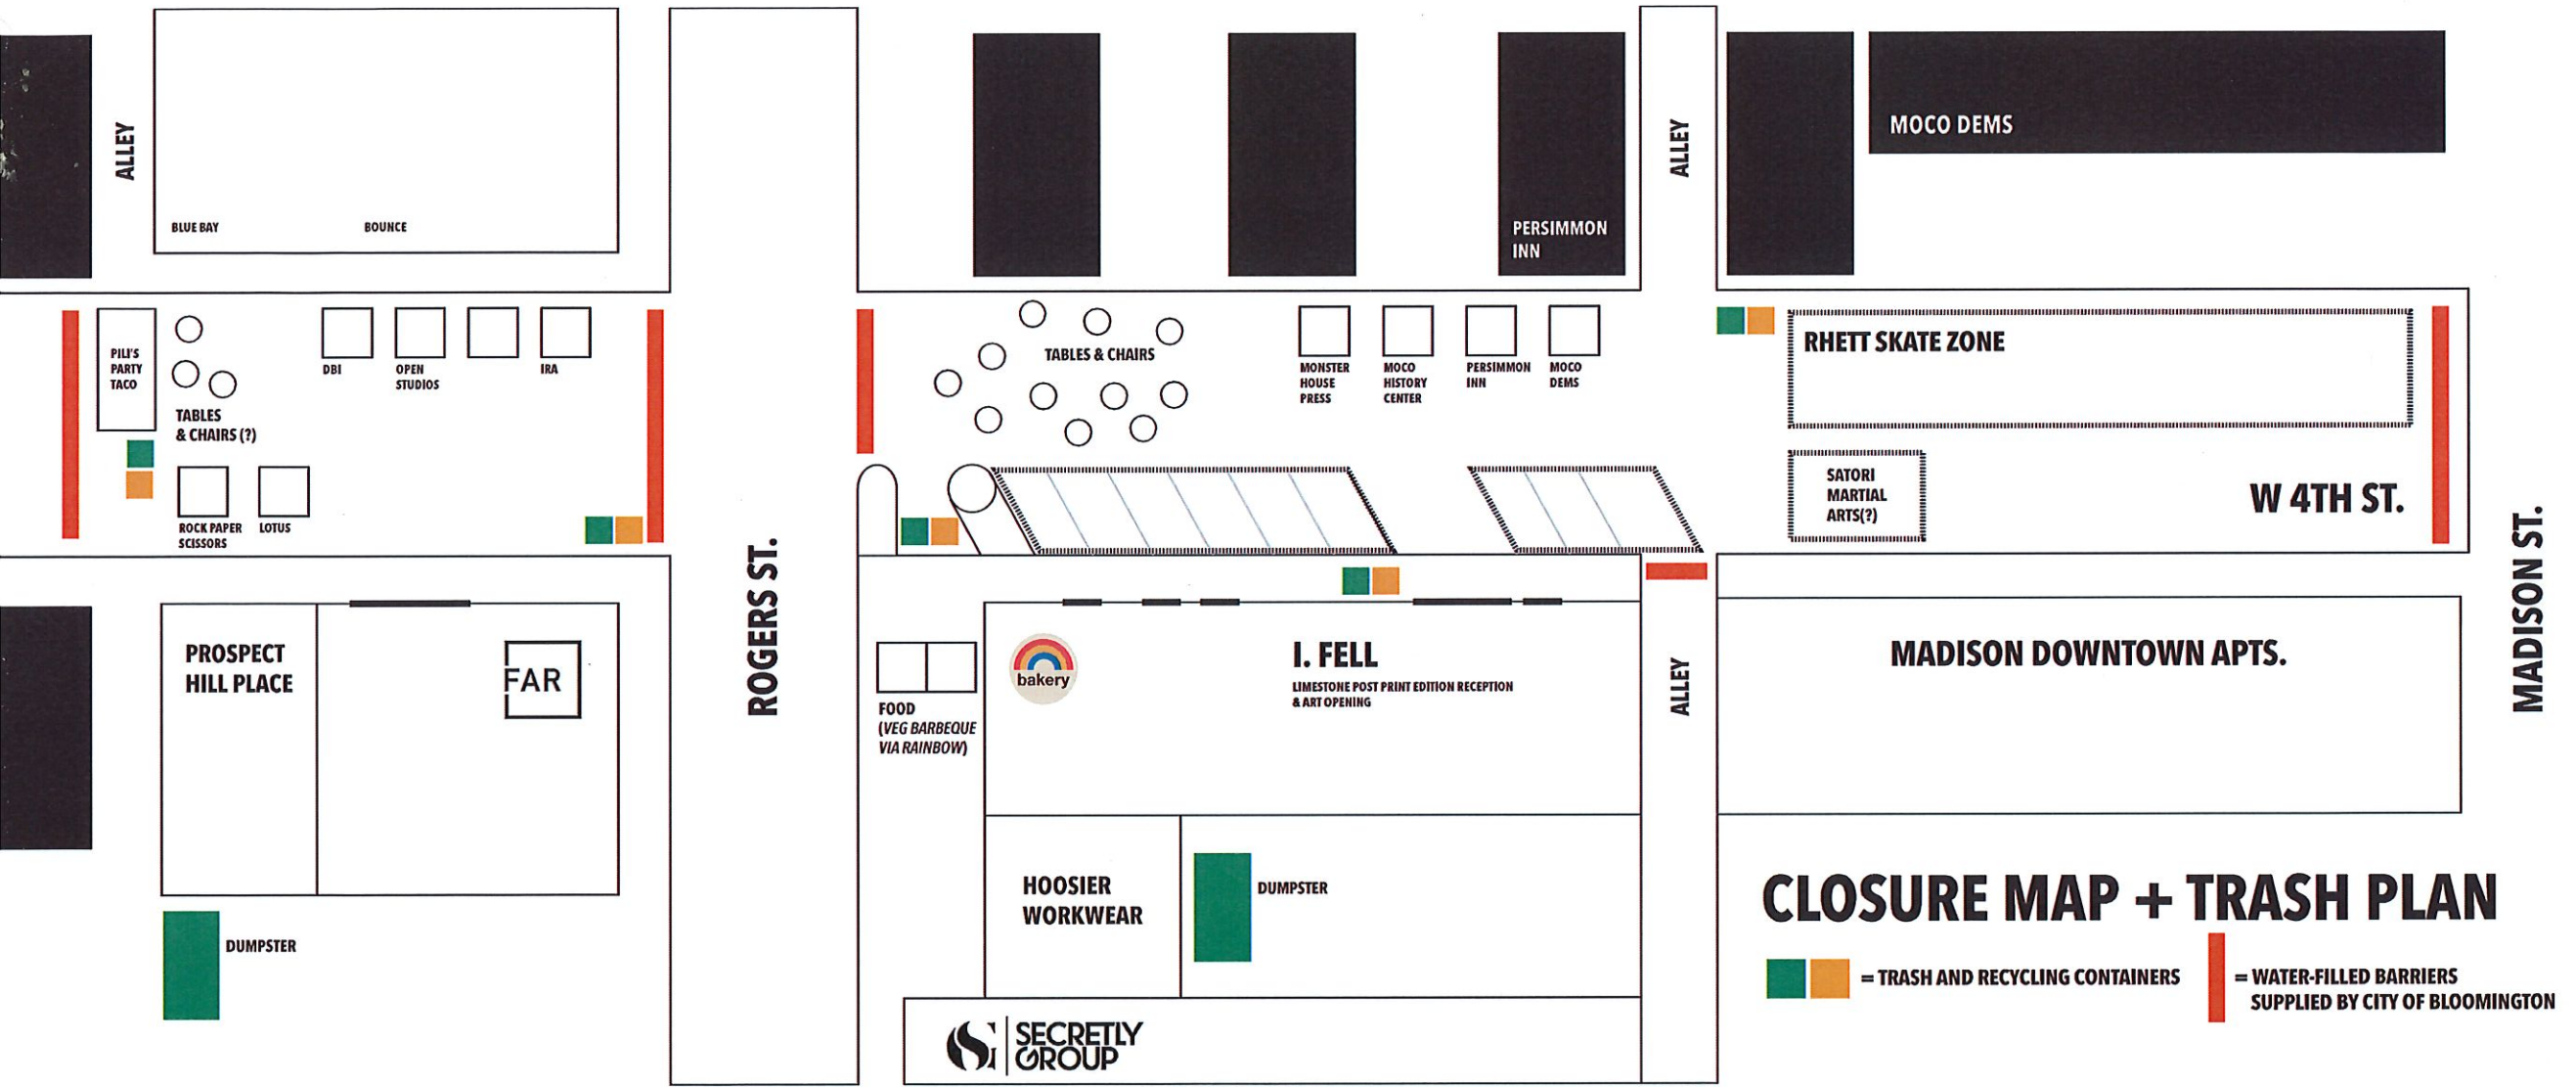 ALLEY
BLUE BAY
BOUNCE
PERSIMMON
INN
ALLEY
MOCO DEMS
PILI'S
PARTY
TACO
TABLES
& CHAIRS (?)
DBI
OPEN
STUDIOS
IRA
ROCK PAPER
SCISSORS
LOTUS
TABLES & CHAIRS
MONSTER
HOUSE
PRESS
MOCO
HISTORY
CENTER
PERSIMMON
INN
MOCO
DEMS
RHETT SKATE ZONE
SATORI
MARTIAL
ARTS(?)
W 4TH ST.
MADISON ST.
ROGERS ST.
PROSPECT
HILL PLACE
FAR
FOOD
(VEG BARBEQUE
VIA RAINBOW)
bakery
I. FELL
LIMESTONE POST PRINT EDITION RECEPTION
& ART OPENING
ALLEY
MADISON DOWNTOWN APTS.
HOOSIER
WORKWEAR
DUMPSTER
DUMPSTER
SECRETLY
GROUP
CLOSURE MAP + TRASH PLAN
= TRASH AND RECYCLING CONTAINERS
= WATER-FILLED BARRIERS
SUPPLIED BY CITY OF BLOOMINGTON